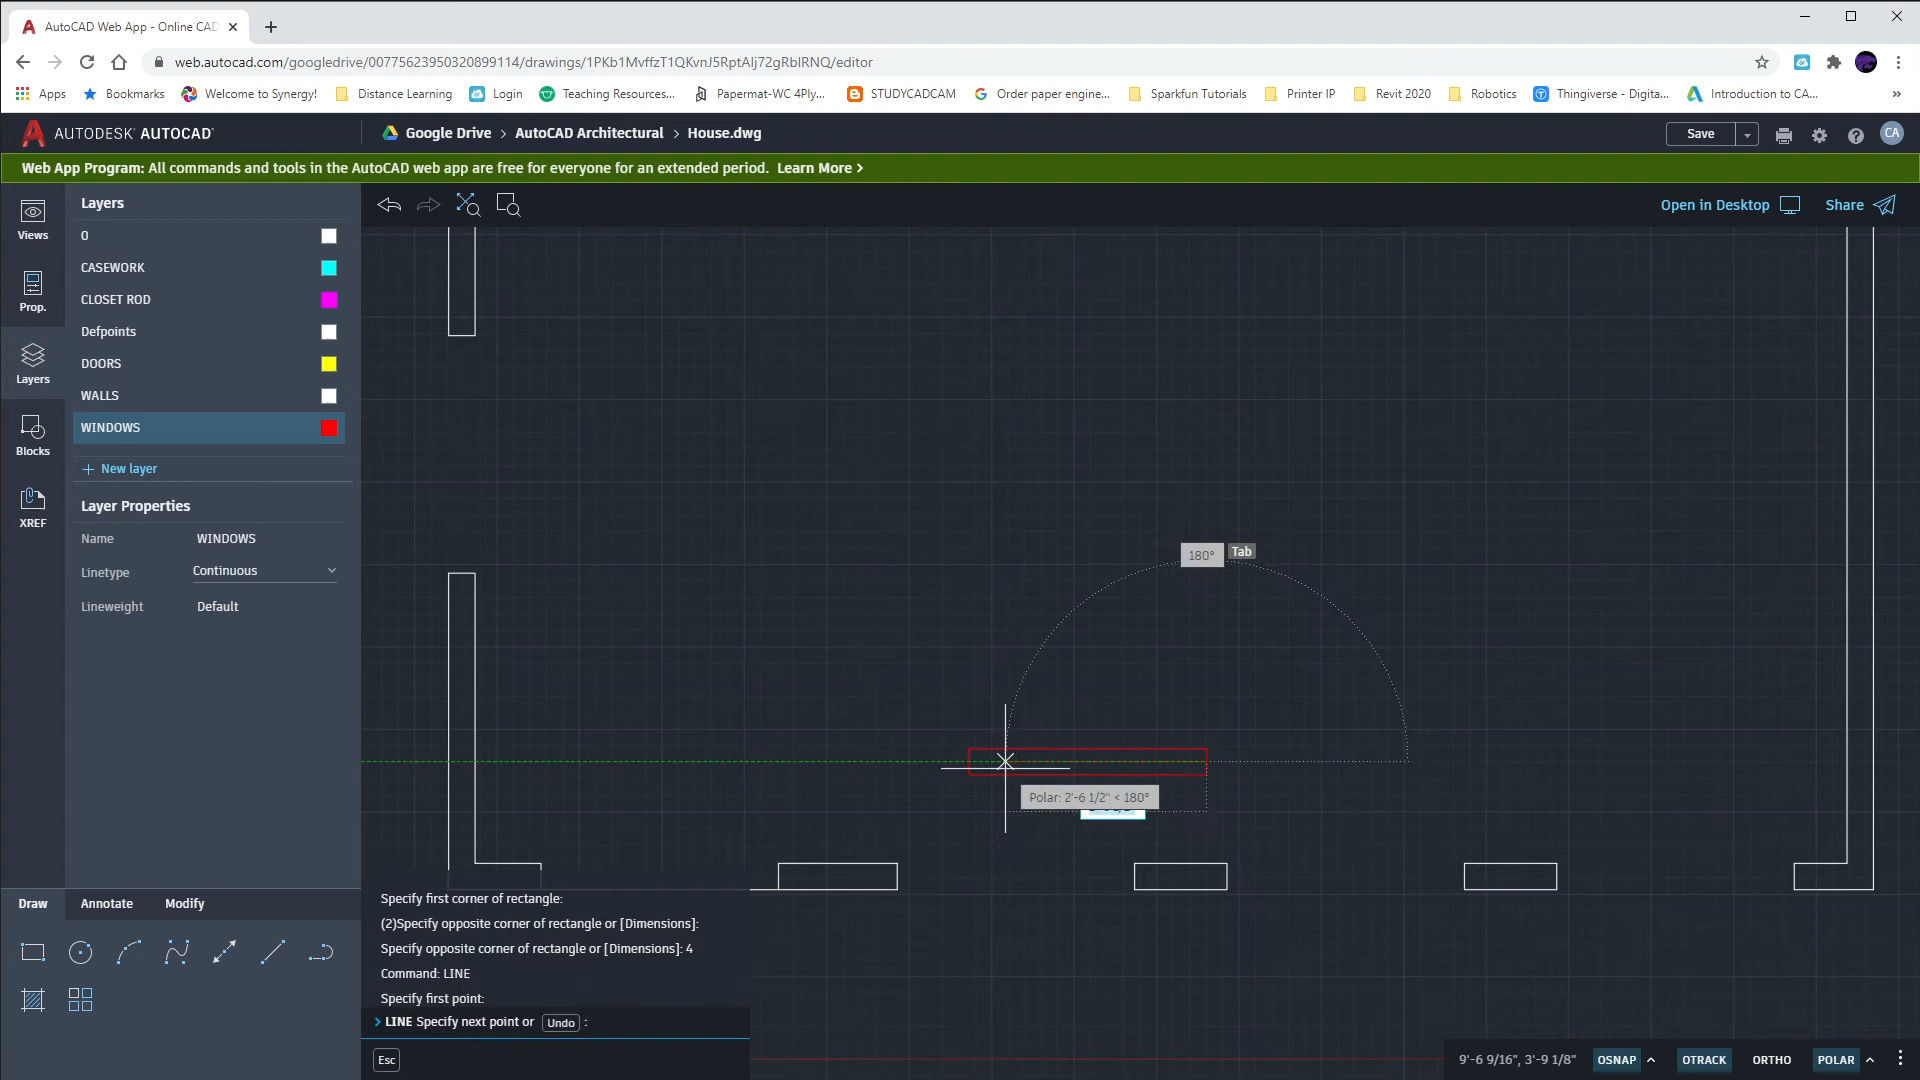 AutoCAD Web App - Online CAD
web.autocad.com/googledrive/00775623950320899114/drawings/1PKb1MvffzT1QKvnJ5RptAlj72gRblRNQ/editor
Apps Bookmarks Welcome to Synergy! Distance Learning Login Teaching Resources... Papermat-WC 4Ply... STUDYCADCAM Order paper engine... Sparkfun Tutorials Printer IP Revit 2020 Robotics Thingiverse - Digita... Introduction to CA... »
AUTODESK® AUTOCAD® Google Drive > AutoCAD Architectural > House.dwg Save CA
Web App Program: All commands and tools in the AutoCAD web app are free for everyone for an extended period. Learn More >
Views
Prop.
Layers
Blocks
XREF
Layers
0
CASEWORK
CLOSET ROD
Defpoints
DOORS
WALLS
WINDOWS
+ New layer
Layer Properties
Name WINDOWS
Linetype Continuous
Lineweight Default
Open in Desktop Share
180° Tab
Polar: 2'-6 1/2" < 180°
Draw Annotate Modify
Specify first corner of rectangle:
(2)Specify opposite corner of rectangle or [Dimensions]:
Specify opposite corner of rectangle or [Dimensions]: 4
Command: LINE
Specify first point:
> LINE Specify next point or Undo :
Esc
9'-6 9/16", 3'-9 1/8" OSNAP OTRACK ORTHO POLAR